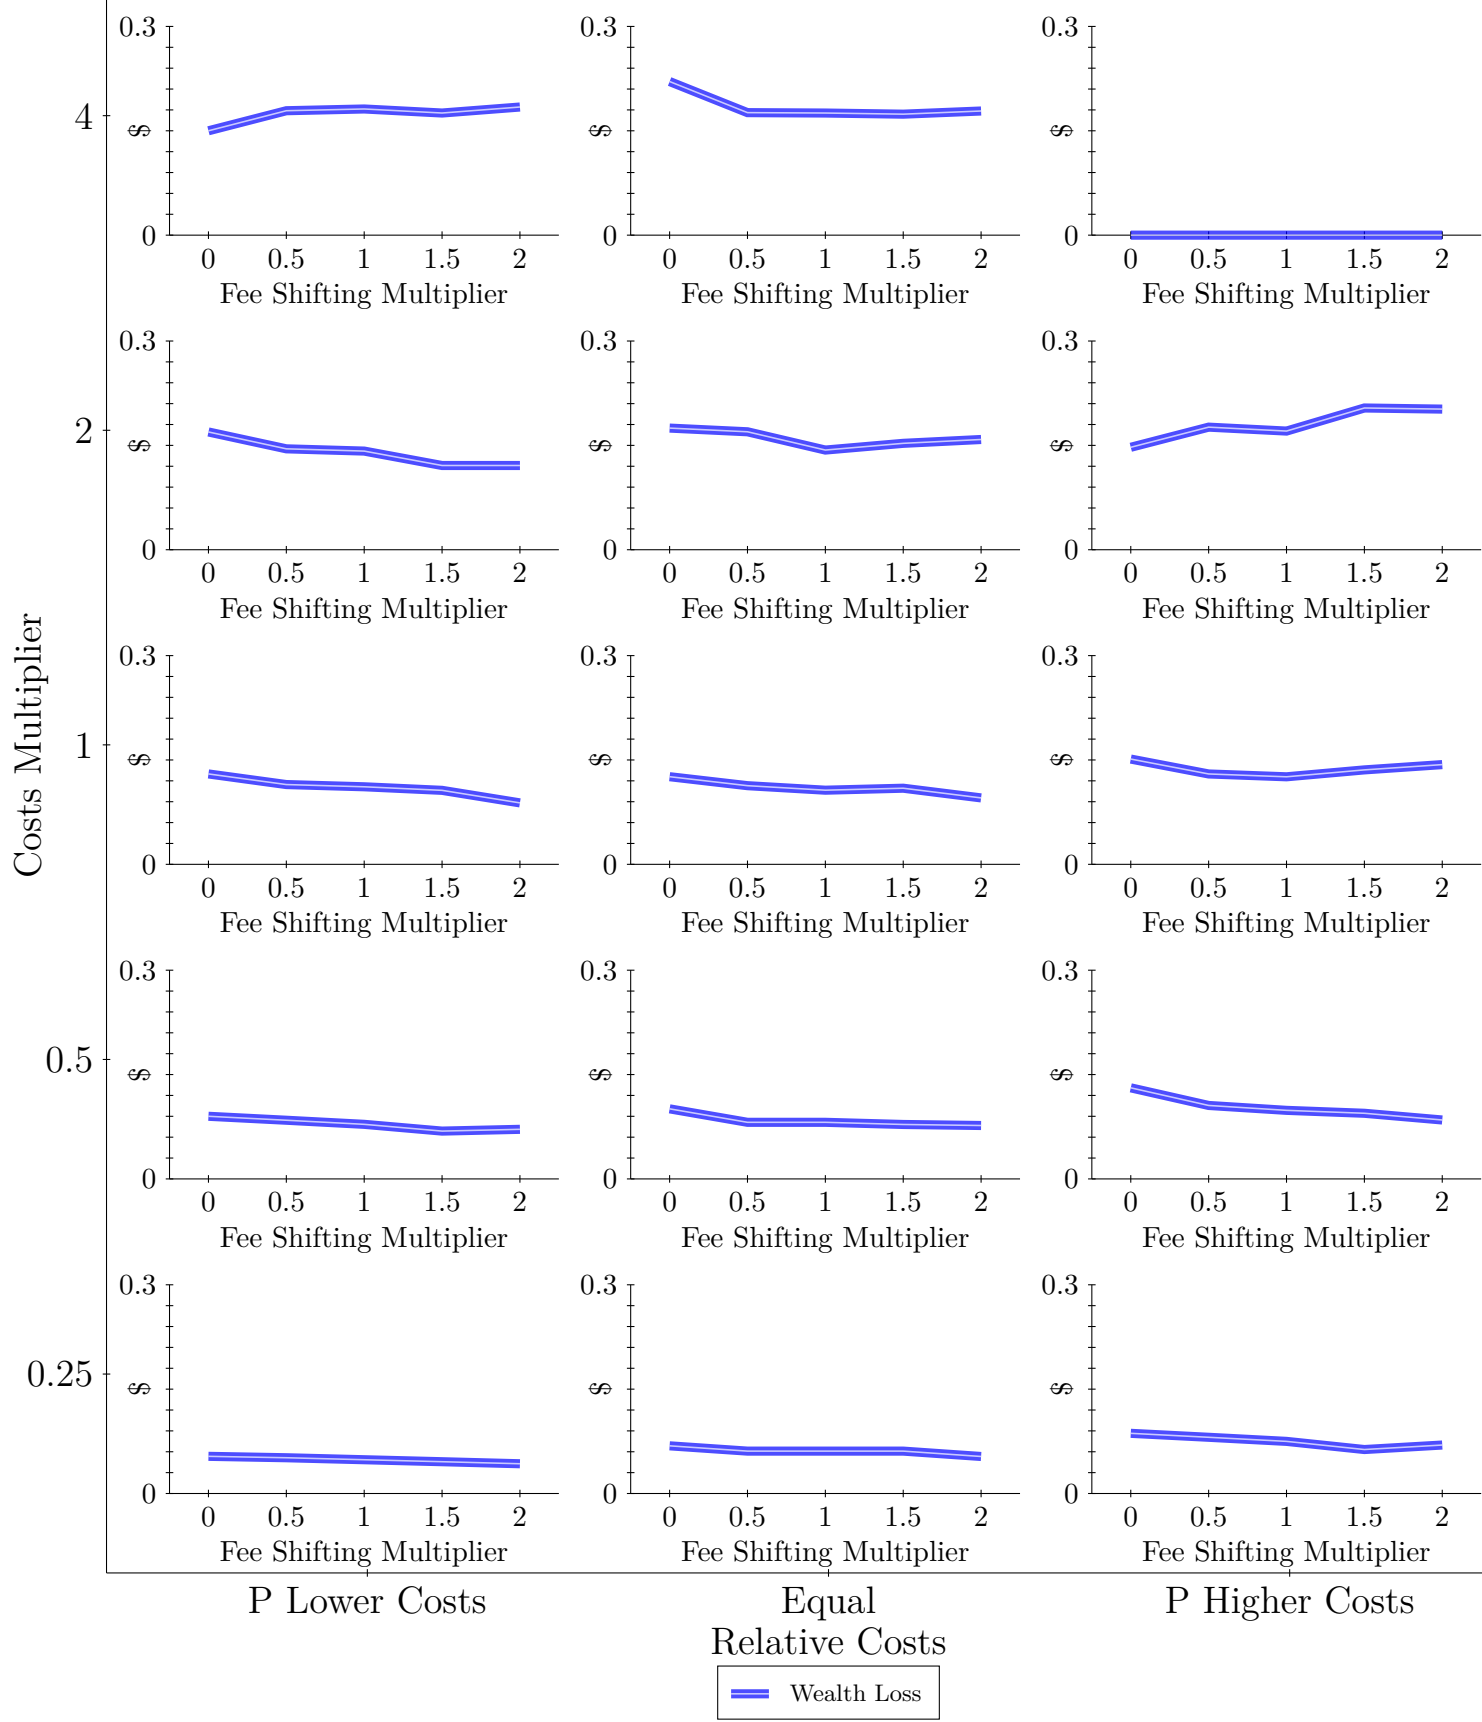 0.3 0.3 0.3
4 $ $ $
0 0 0
0 0.5 1 1.5 2 0 0.5 1 1.5 2 0 0.5 1 1.5 2
Fee Shifting Multiplier Fee Shifting Multiplier Fee Shifting Multiplier
0.3 0.3 0.3
2 $ $ $
0 0 0
0 0.5 1 1.5 2 0 0.5 1 1.5 2 0 0.5 1 1.5 2
Fee Shifting Multiplier Fee Shifting Multiplier Fee Shifting Multiplier
Costs Multiplier
0.3 0.3 0.3
1 $ $ $
0 0 0
0 0.5 1 1.5 2 0 0.5 1 1.5 2 0 0.5 1 1.5 2
Fee Shifting Multiplier Fee Shifting Multiplier Fee Shifting Multiplier
0.3 0.3 0.3
0.5 $ $ $
0 0 0
0 0.5 1 1.5 2 0 0.5 1 1.5 2 0 0.5 1 1.5 2
Fee Shifting Multiplier Fee Shifting Multiplier Fee Shifting Multiplier
0.3 0.3 0.3
0.25 $ $ $
0 0 0
0 0.5 1 1.5 2 0 0.5 1 1.5 2 0 0.5 1 1.5 2
Fee Shifting Multiplier Fee Shifting Multiplier Fee Shifting Multiplier
P Lower Costs Equal P Higher Costs
Relative Costs
Wealth Loss